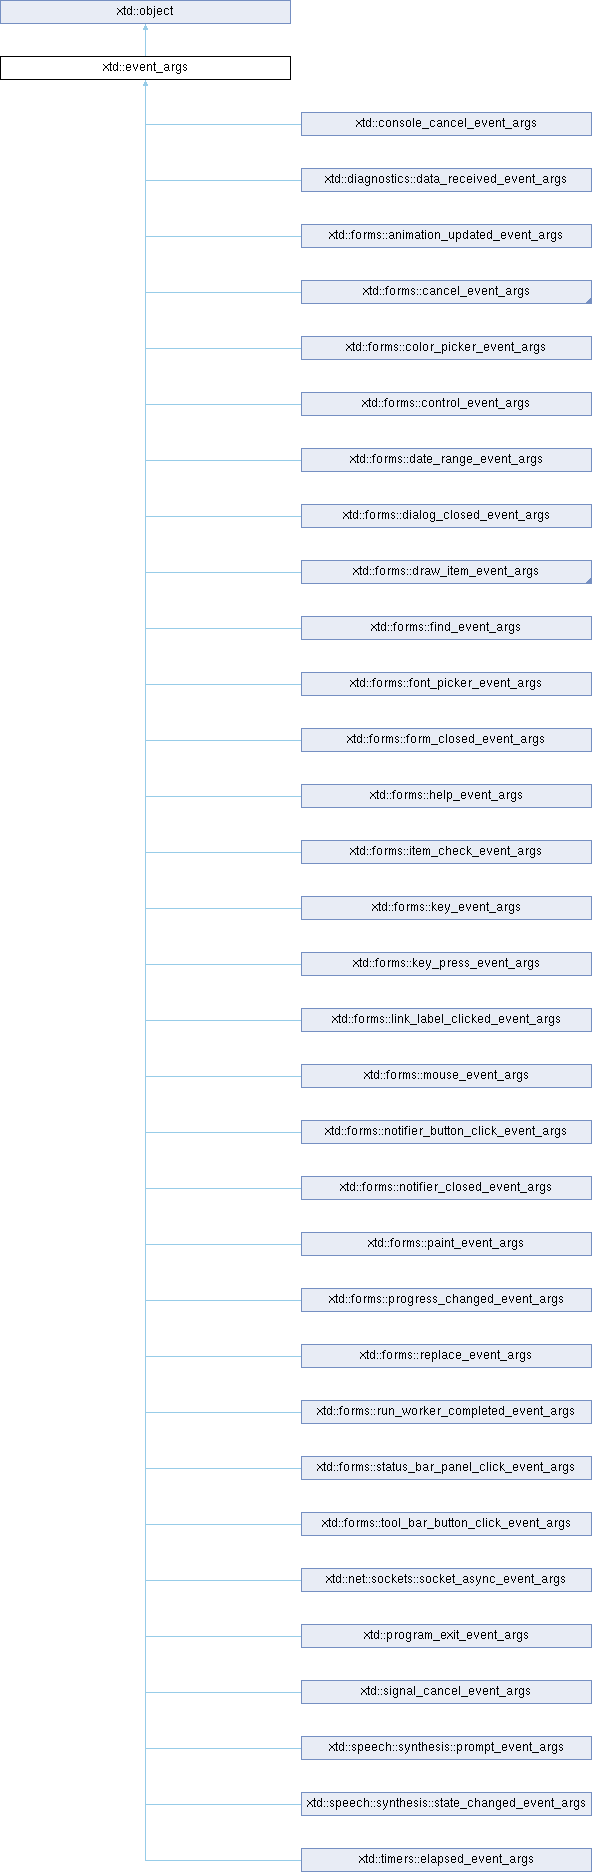 xtd::object
xtd::event_args
xtd::console_cancel_event_args
xtd::diagnostics::data_received_event_args
xtd::forms::animation_updated_event_args
xtd::forms::cancel_event_args
xtd::forms::color_picker_event_args
xtd::forms::control_event_args
xtd::forms::date_range_event_args
xtd::forms::dialog_closed_event_args
xtd::forms::draw_item_event_args
xtd::forms::find_event_args
xtd::forms::font_picker_event_args
xtd::forms::form_closed_event_args
xtd::forms::help_event_args
xtd::forms::item_check_event_args
xtd::forms::key_event_args
xtd::forms::key_press_event_args
xtd::forms::link_label_clicked_event_args
xtd::forms::mouse_event_args
xtd::forms::notifier_button_click_event_args
xtd::forms::notifier_closed_event_args
xtd::forms::paint_event_args
xtd::forms::progress_changed_event_args
xtd::forms::replace_event_args
xtd::forms::run_worker_completed_event_args
xtd::forms::status_bar_panel_click_event_args
xtd::forms::tool_bar_button_click_event_args
xtd::net::sockets::socket_async_event_args
xtd::program_exit_event_args
xtd::signal_cancel_event_args
xtd::speech::synthesis::prompt_event_args
xtd::speech::synthesis::state_changed_event_args
xtd::timers::elapsed_event_args